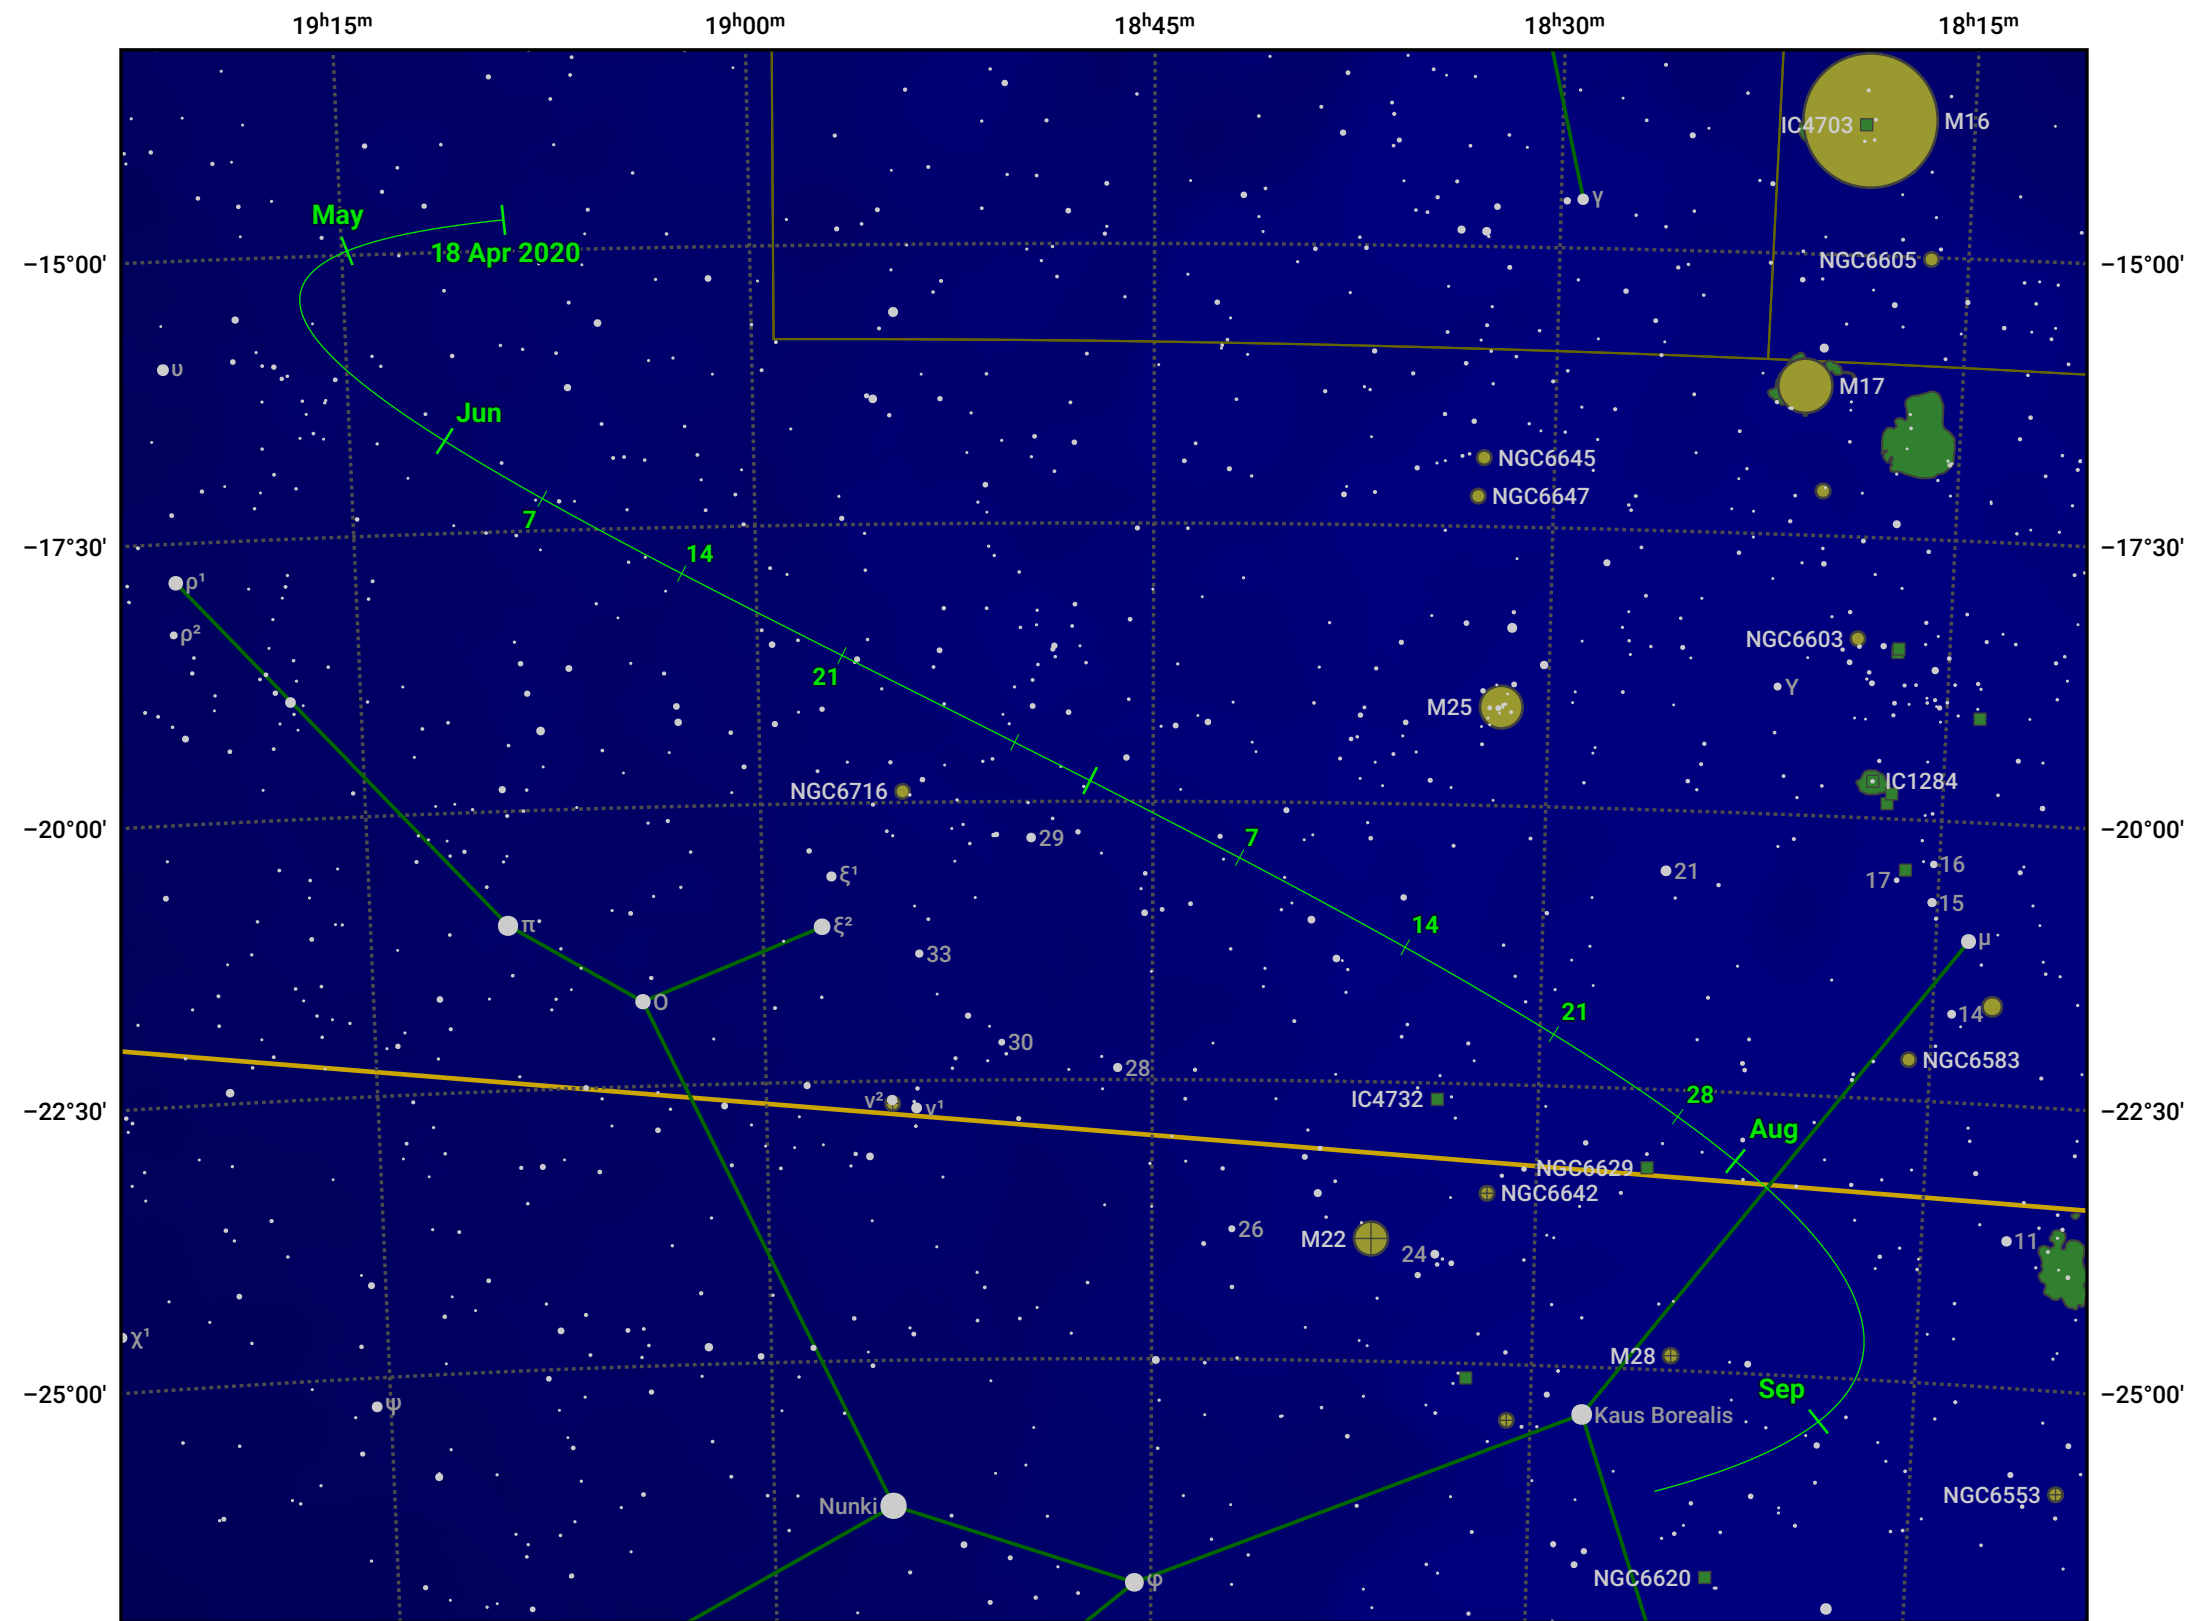 19ʰ15ᵐ 19ʰ00ᵐ 18ʰ45ᵐ 18ʰ30ᵐ 18ʰ15ᵐ
IC4703 M16
γ
May
18 Apr 2020
−15°00' NGC6605 −15°00'
υ
M17
Jun
NGC6645
NGC6647
7
−17°30' 14 −17°30'
ρ¹
ρ²
NGC6603
21
γ
M25
NGC6716
IC1284
−20°00' 7 29 −20°00'
ξ¹ 21 17 16
15
π ξ² 14 μ
33
ο 21 14
30
28 NGC6583
IC4732 28
ν² ν¹
−22°30' Aug −22°30'
NGC6629
NGC6642
26 M22 24 11
χ¹
M28
−25°00' Sep −25°00'
ψ Kaus Borealis
Nunki NGC6553
φ NGC6620